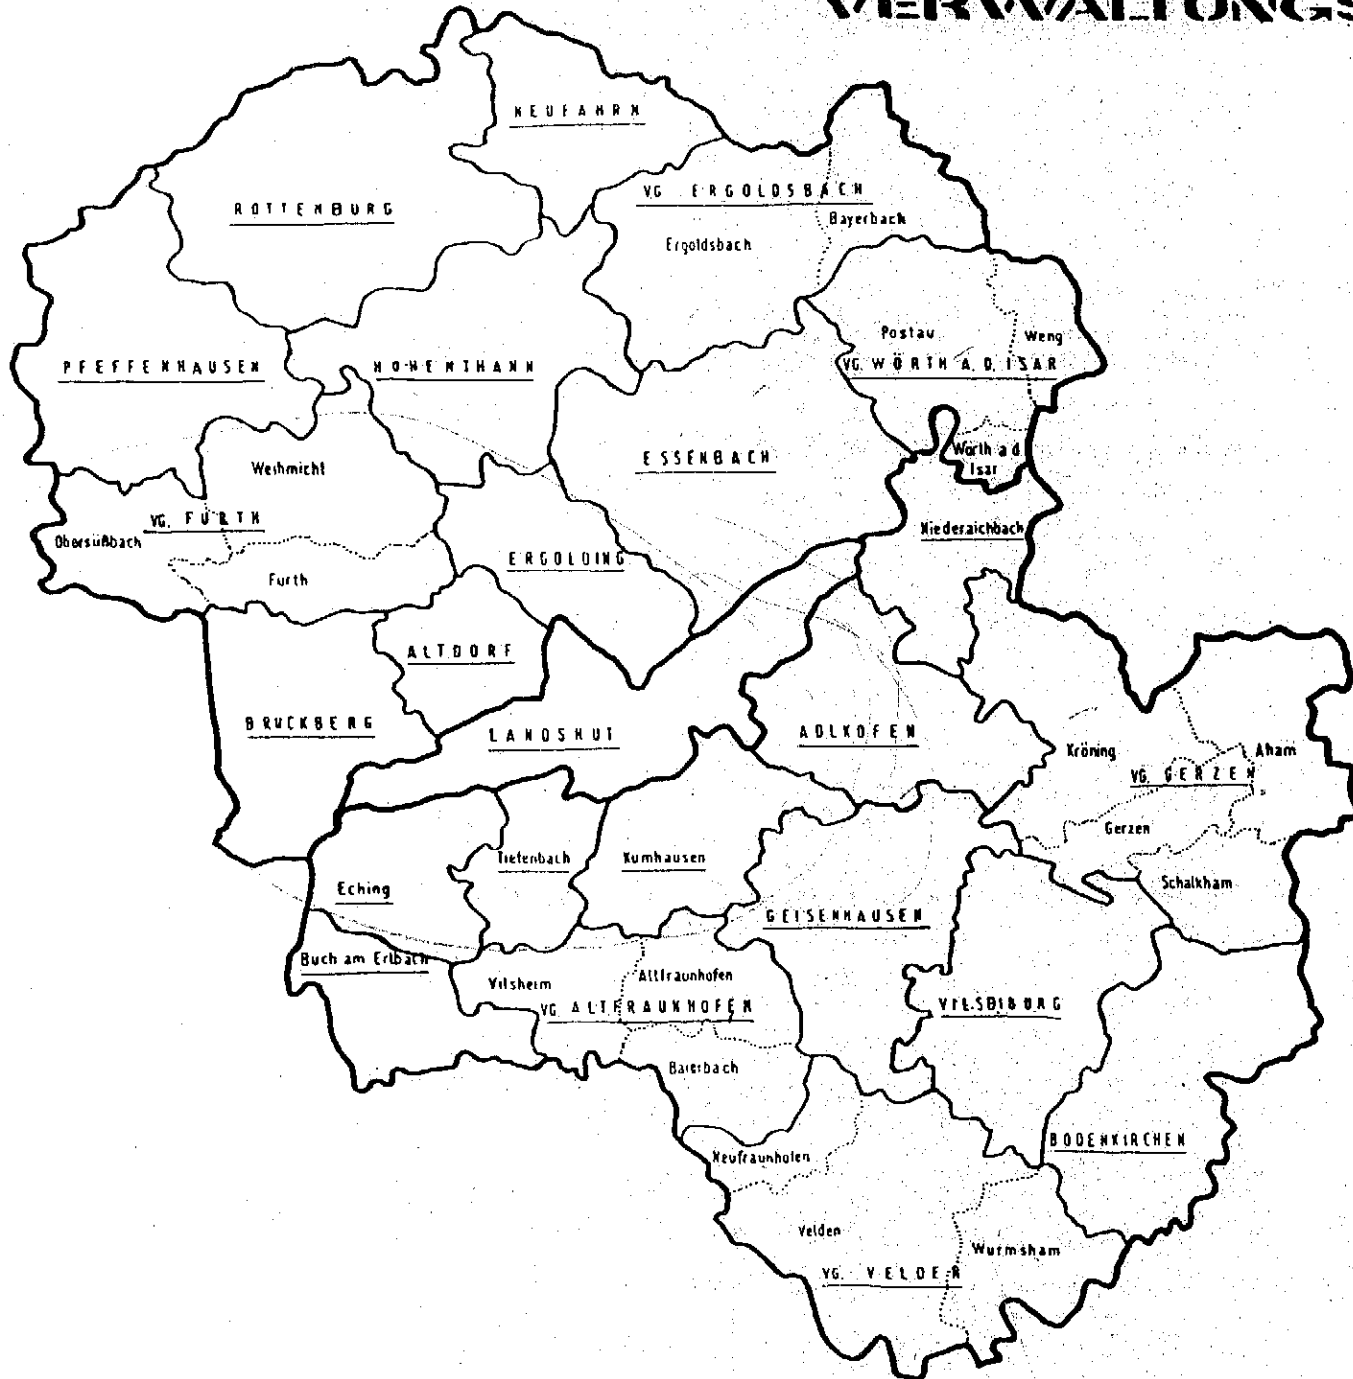 VERWALTUNGS
NEUFAHRN
VG. ERGOLDSBACH
ROTTENBURG
Bayerbach
Ergoldsbach
Postau
Weng
PFEFFENHAUSEN
HOHENTHANN
VG. WÖRTH A.D. ISAR
ESSENBACH
Wörth a d
Isar
Weihmicht
VG. FURTH
Niederaichbach
Obersüßbach
ERGOLDING
Furth
ALTDORF
BRUCKBERG
LANDSHUT
ADLKOFEN
Kröning
Aham
VG. GERZEN
Gerzen
Tiefenbach
Kumhausen
Eching
Schalkham
GEISENHAUSEN
Buch am Erlbach
Vilsheim
Altfraunhofen
VG. ALTFRAUNHOFEN
VILSBIBURG
Baierbach
BODENKIRCHEN
Neufraunhofen
Velden
Wurmsham
VG. VELDEN